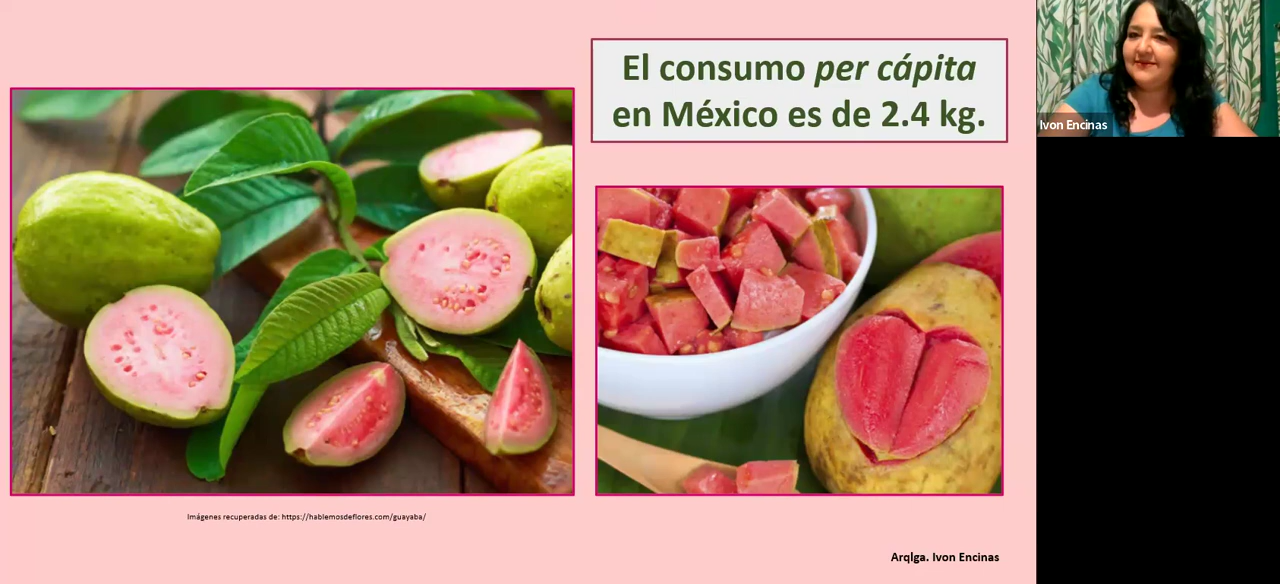 El consumo per cápita
en México es de 2.4 kg.
Ivon Encinas
Imágenes recuperadas de: https://hablemosdeflores.com/guayaba/
Arqlga. Ivon Encinas